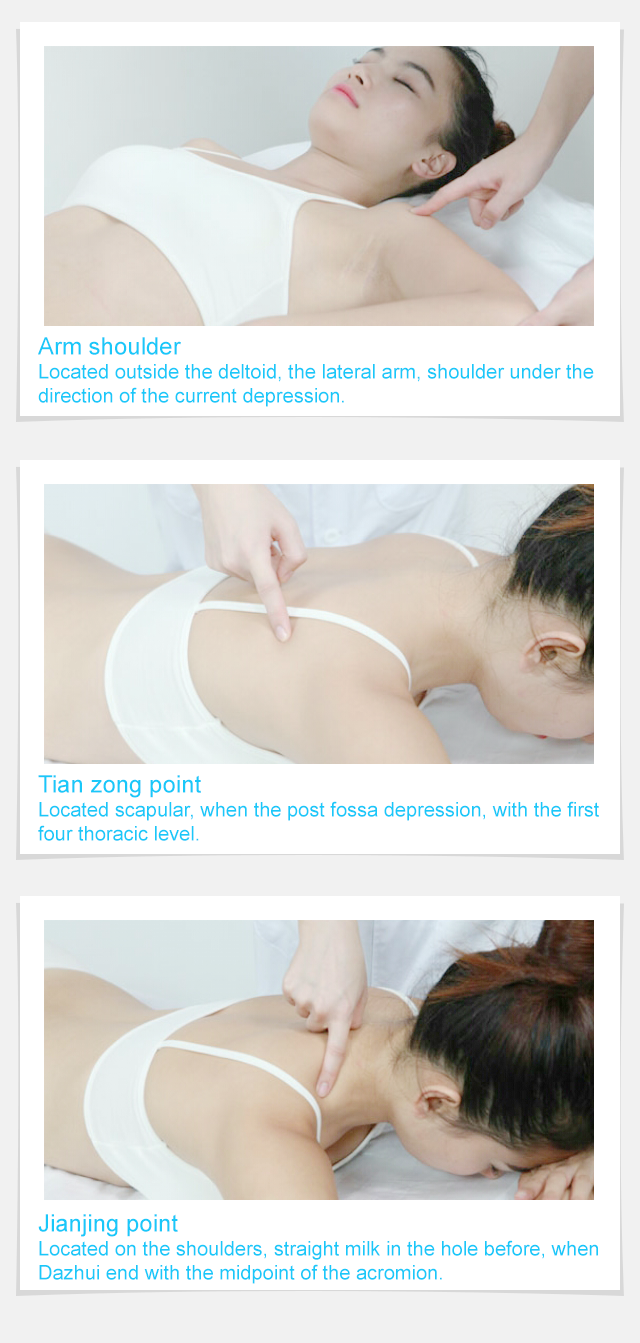 Arm shoulder
Located outside the deltoid, the lateral arm, shoulder under the
direction of the current depression.
Tian zong point
Located scapular, when the post fossa depression, with the first
four thoracic level.
Jianjing point
Located on the shoulders, straight milk in the hole before, when
Dazhui end with the midpoint of the acromion.